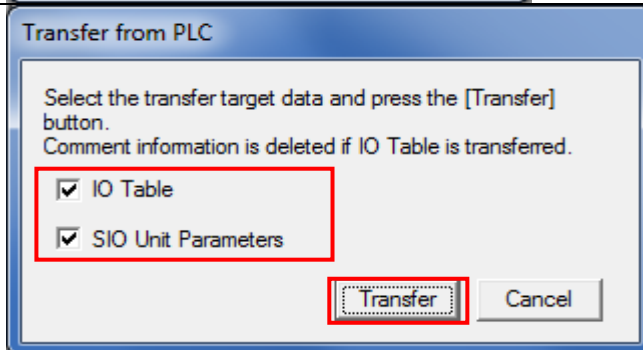 Transfer from PLC
Select the transfer target data and press the [Transfer]
button.
Comment information is deleted if IO Table is transferred.
IO Table
SIO Unit Parameters
Transfer Cancel